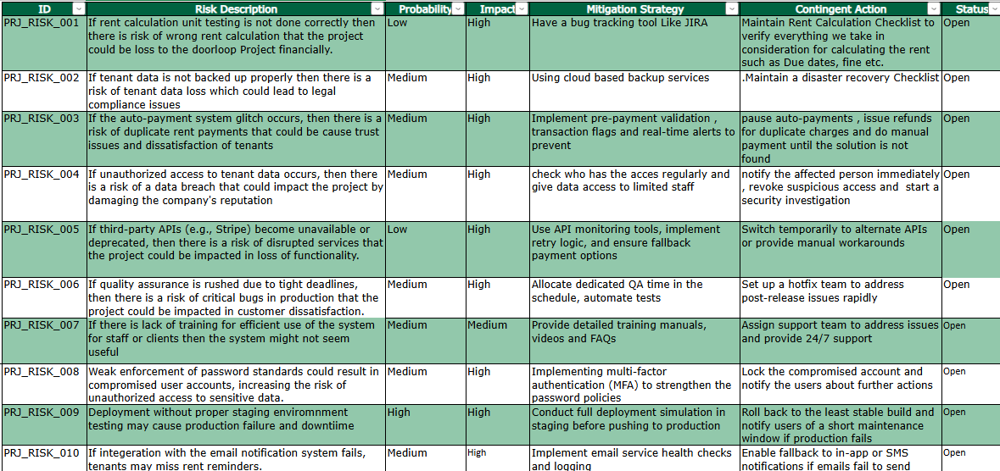 ID Risk Description Probability Impact Mitigation Strategy Contingent Action Status
PRJ_RISK_001 If rent calculation unit testing is not done correctly then Low High Have a bug tracking tool Like JIRA Maintain Rent Calculation Checklist to Open
there is risk of wrong rent calculation that the project verify everything we take in
could be loss to the doorloop Project financially. consideration for calculating the rent
such as Due dates, fine etc.
PRJ_RISK_002 If tenant data is not backed up properly then there is a Medium High Using cloud based backup services .Maintain a disaster recovery Checklist Open
risk of tenant data loss which could lead to legal
compliance issues
PRJ_RISK_003 If the auto-payment system glitch occurs, then there is a Medium High Implement pre-payment validation , pause auto-payments , issue refunds Open
risk of duplicate rent payments that could be cause trust transaction flags and real-time alerts to for duplicate charges and do manual
issues and dissatisfaction of tenants prevent payment until the solution is not
found
PRJ_RISK_004 If unauthorized access to tenant data occurs, then there Medium High check who has the acces regularly and notify the affected person immediately Open
is a risk of a data breach that could impact the project by give data access to limited staff , revoke suspicious access and start a
damaging the company's reputation security investigation
PRJ_RISK_005 If third-party APIs (e.g., Stripe) become unavailable or Low High Use API monitoring tools, implement Switch temporarily to alternate APIs Open
deprecated, then there is a risk of disrupted services that retry logic, and ensure fallback or provide manual workarounds
the project could be impacted in loss of functionality. payment options
PRJ_RISK_006 If quality assurance is rushed due to tight deadlines, Medium High Allocate dedicated QA time in the Set up a hotfix team to address Open
then there is a risk of critical bugs in production that the schedule, automate tests post-release issues rapidly
project could be impacted in customer dissatisfaction.
PRJ_RISK_007 If there is lack of training for efficient use of the system Medium Medium Provide detailed training manuals, Assign support team to address issues Open
for staff or clients then the system might not seem videos and FAQs and provide 24/7 support
useful
PRJ_RISK_008 Weak enforcement of password standards could result in Medium High Implementing multi-factor Lock the compromised account and Open
compromised user accounts, increasing the risk of authentication (MFA) to strengthen the notify the users about further actions
unauthorized access to sensitive data. password policies
PRJ_RISK_009 Deployment without proper staging enviromnment High High Conduct full deployment simulation in Roll back to the least stable build and Open
testing may cause production failure and downtiime staging before pushing to production notify users of a short maintenance
window if production fails
PRJ_RISK_010 If integeration with the email notification system fails, Medium High Implement email service health checks Enable fallback to in-app or SMS Open
tenants may miss rent reminders. and logging notifications if emails fail to send